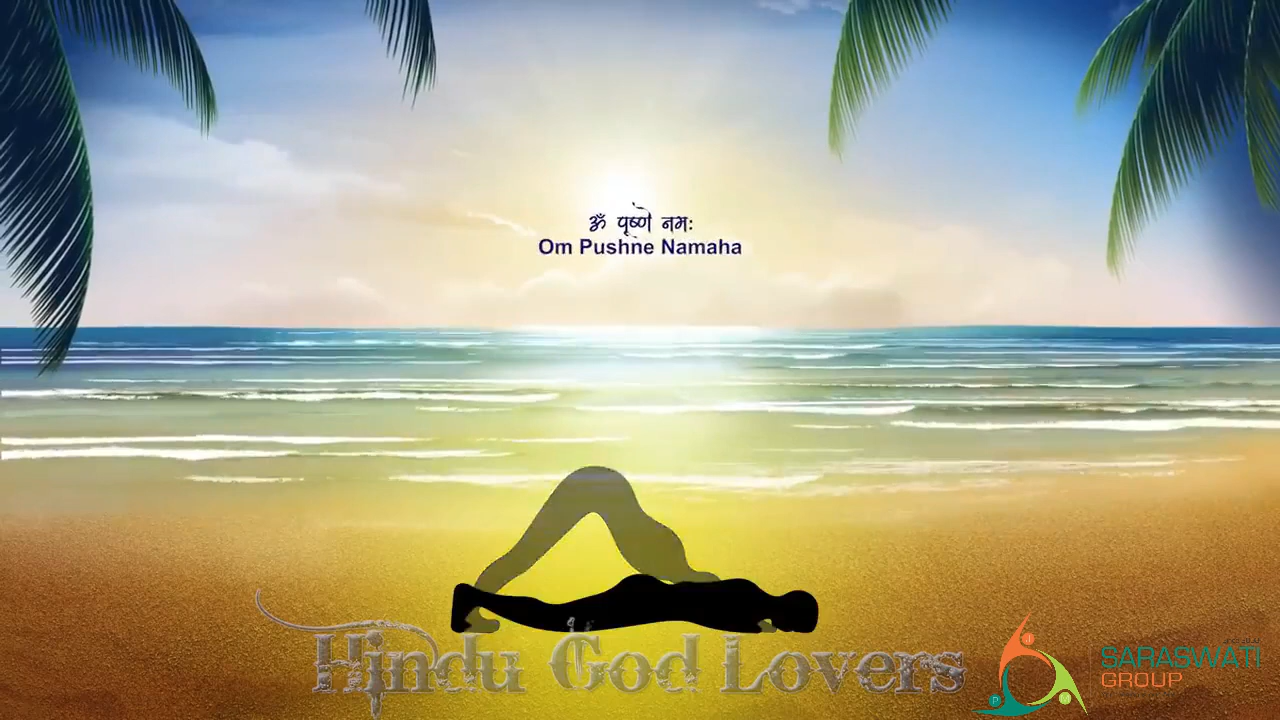 ॐ पृष्णे नमः
Om Pushne Namaha
Hindu God Lovers
SARASWATI
GROUP